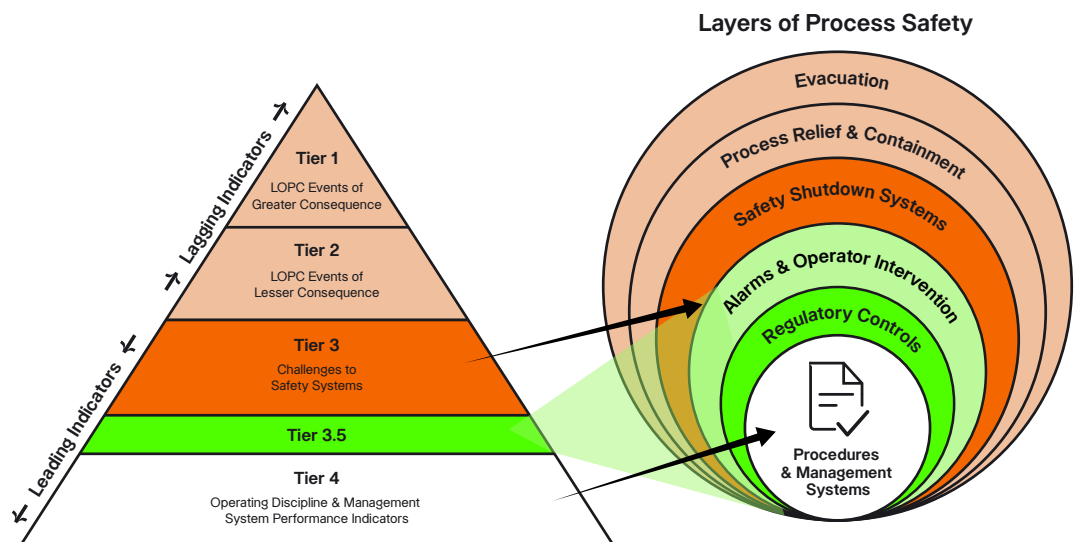 Layers of Process Safety
Lagging Indicators
Leading Indicators
Tier 1
LOPC Events of
Greater Consequence
Tier 2
LOPC Events of
Lesser Consequence
Tier 3
Challenges to
Safety Systems
Tier 3.5
Tier 4
Operating Discipline & Management
System Performance Indicators
Evacuation
Process Relief & Containment
Safety Shutdown Systems
Alarms & Operator Intervention
Regulatory Controls
Procedures
& Management
Systems